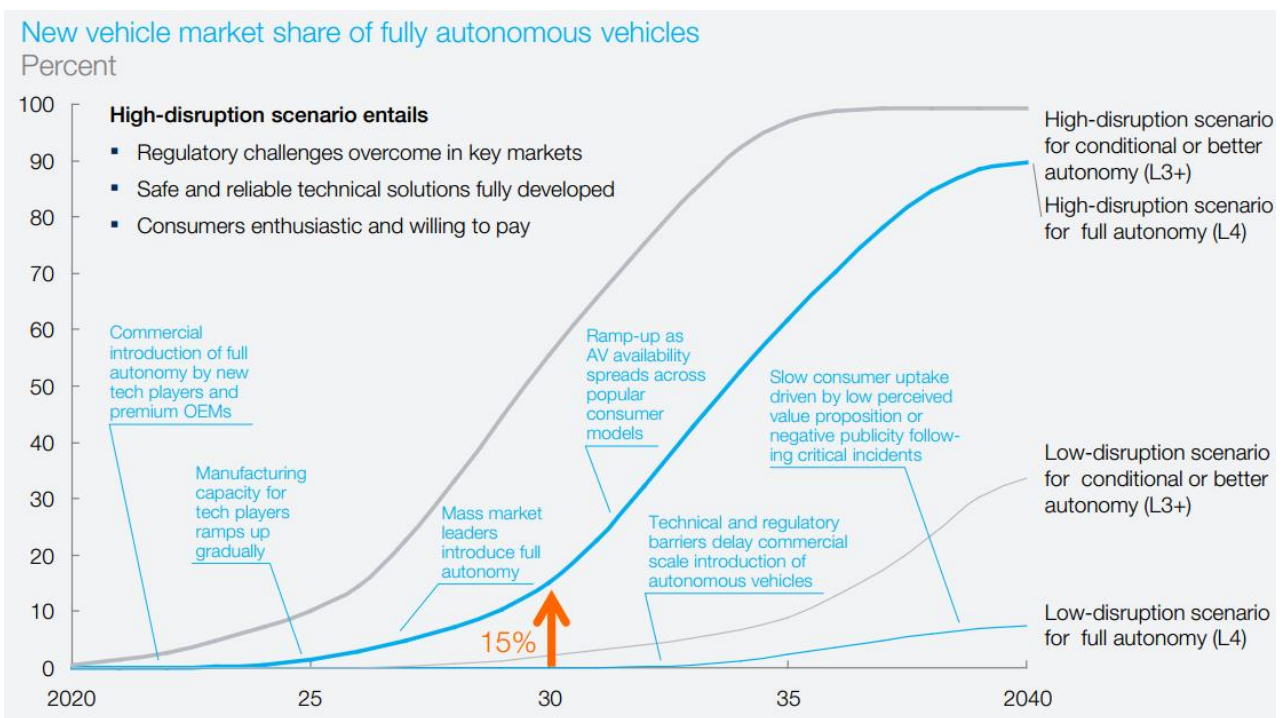 New vehicle market share of fully autonomous vehicles
Percent
100
90
80
70
60
50
40
30
20
10
0
High-disruption scenario entails
▪ Regulatory challenges overcome in key markets
▪ Safe and reliable technical solutions fully developed
▪ Consumers enthusiastic and willing to pay
Commercial
introduction of full
autonomy by new
tech players and
premium OEMs
Manufacturing
capacity for
tech players
ramps up
gradually
Mass market
leaders
introduce full
autonomy
15%
Ramp-up as
AV availability
spreads across
popular
consumer
models
Technical and regulatory
barriers delay commercial
scale introduction of
autonomous vehicles
Slow consumer uptake
driven by low perceived
value proposition or
negative publicity follow-
ing critical incidents
High-disruption scenario
for conditional or better
autonomy (L3+)
High-disruption scenario
for full autonomy (L4)
Low-disruption scenario
for conditional or better
autonomy (L3+)
Low-disruption scenario
for full autonomy (L4)
2020
25
30
35
2040